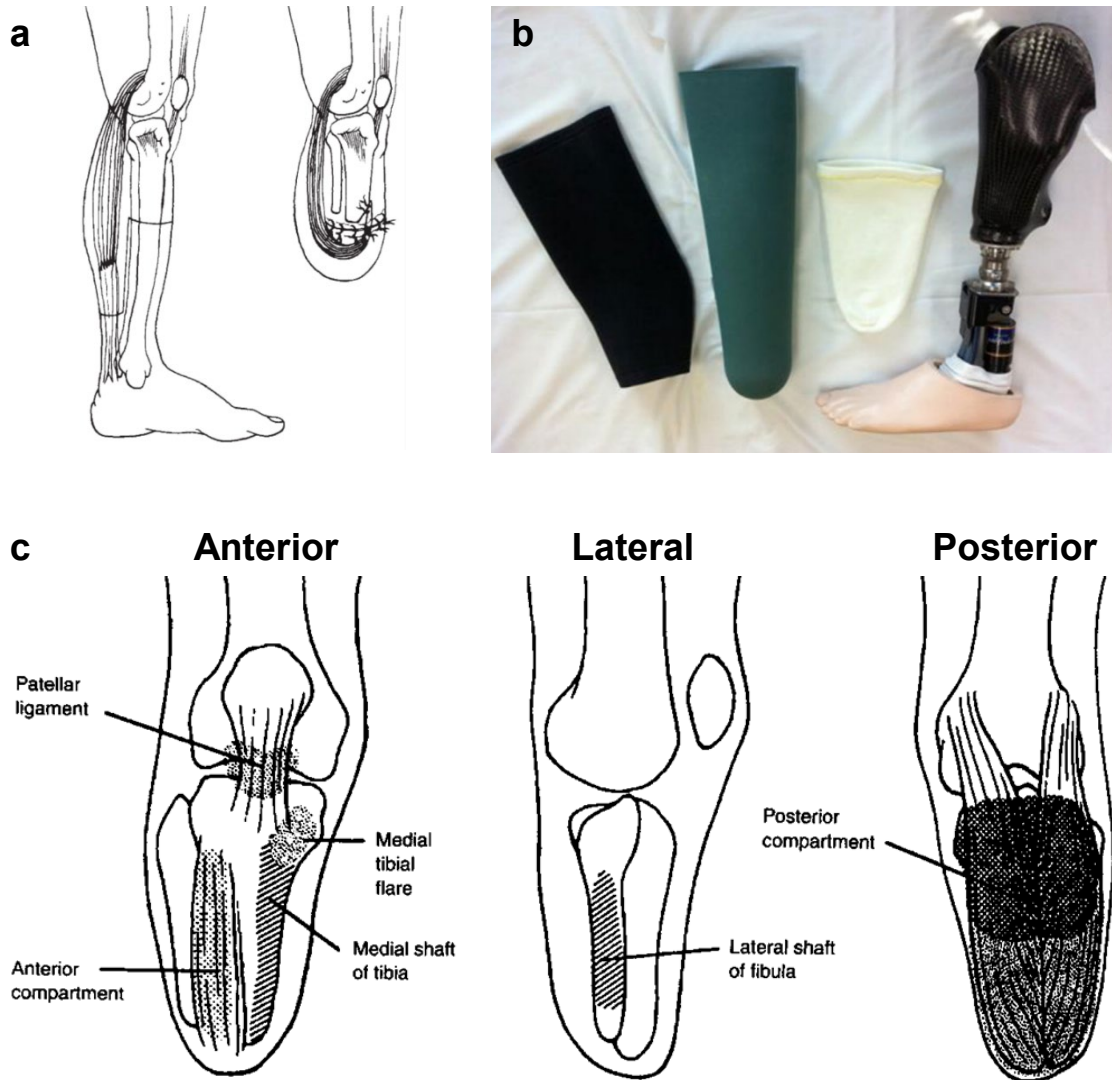 a
b
c
Anterior
Lateral
Posterior
Patellar
ligament
Medial
tibial
flare
Medial shaft
of tibia
Anterior
compartment
Lateral shaft
of fibula
Posterior
compartment